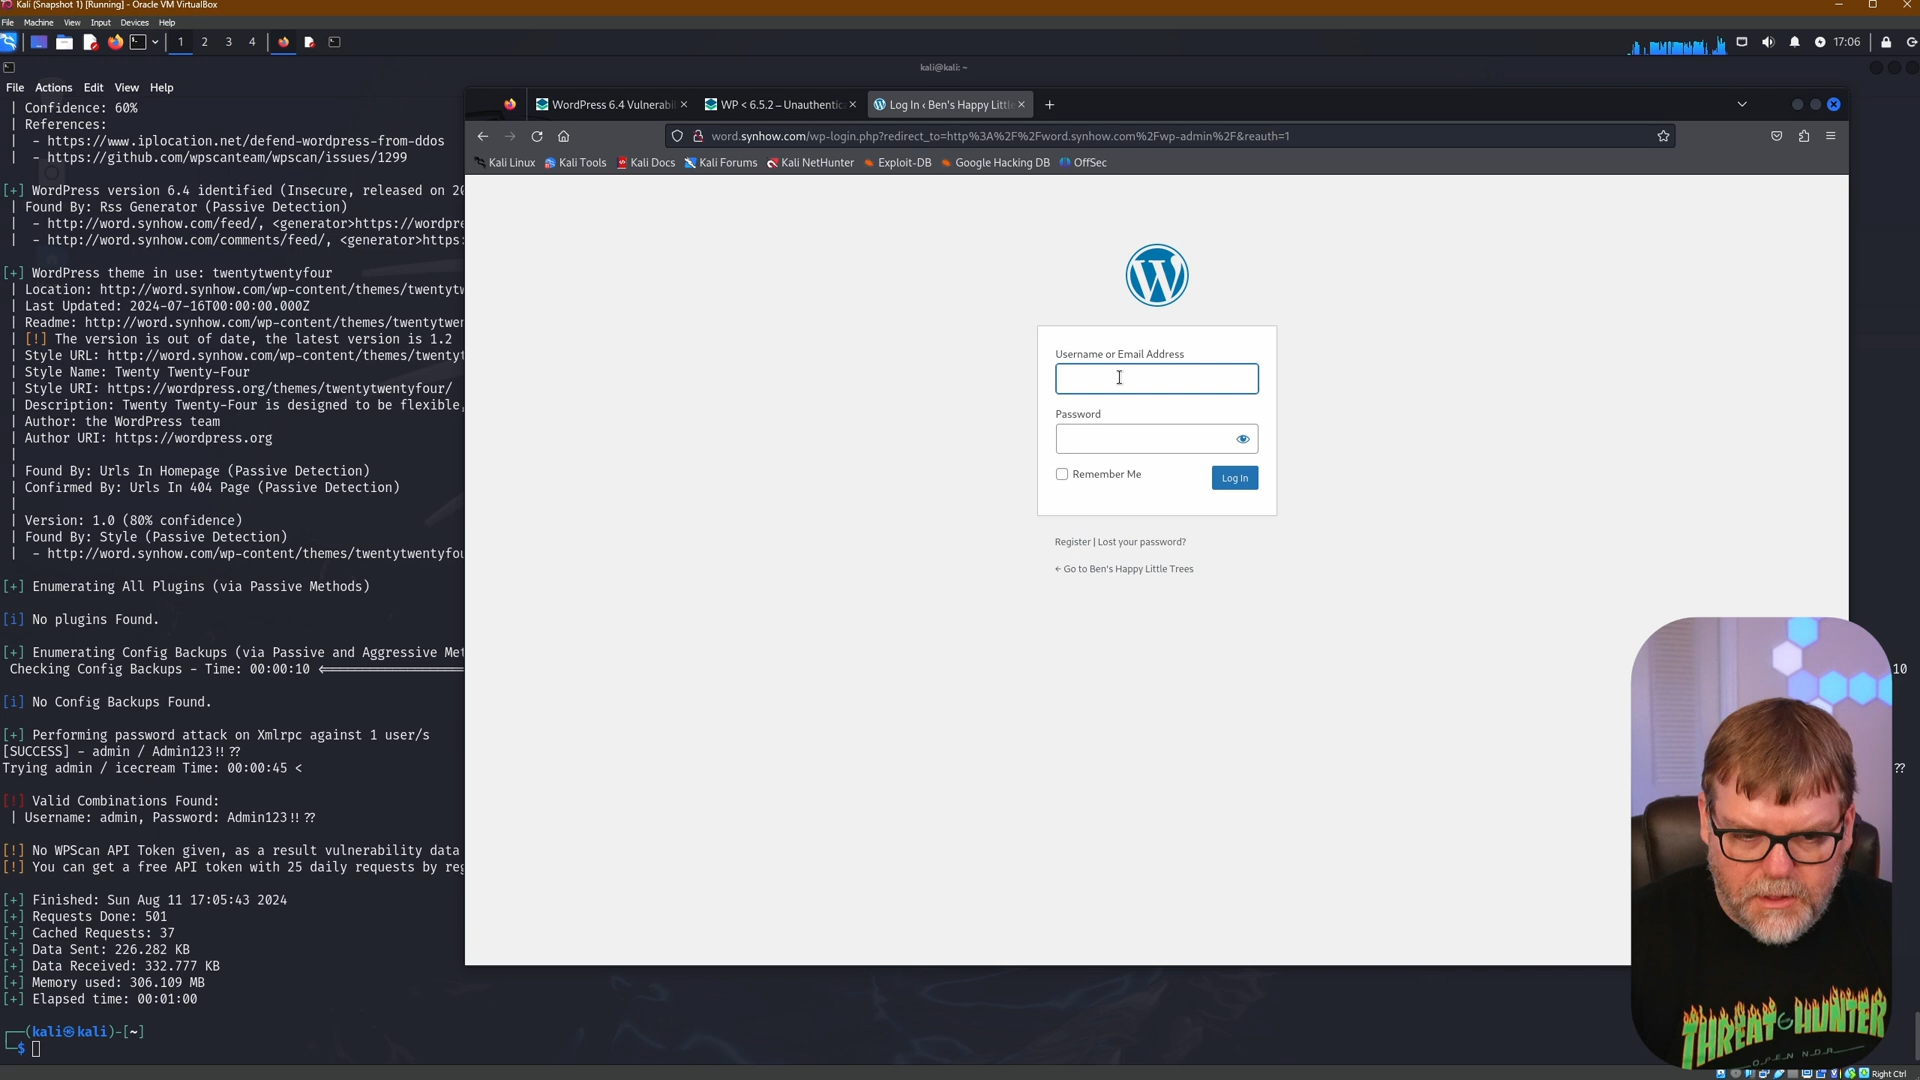 Kali (Snapshot 1) [Running] - Oracle VM VirtualBox
File Machine View Input Devices Help
1 2 3 4
17:06
kali@kali: ~
File Actions Edit View Help
| Confidence: 60%
| References:
|  - https://www.iplocation.net/defend-wordpress-from-ddos
|  - https://github.com/wpscanteam/wpscan/issues/1299
[+] WordPress version 6.4 identified (Insecure, released on 20
| Found By: Rss Generator (Passive Detection)
|  - http://word.synhow.com/feed/, <generator>https://wordpre
|  - http://word.synhow.com/comments/feed/, <generator>https:
[+] WordPress theme in use: twentytwentyfour
| Location: http://word.synhow.com/wp-content/themes/twentytw
| Last Updated: 2024-07-16T00:00:00.000Z
| Readme: http://word.synhow.com/wp-content/themes/twentytwen
| [!] The version is out of date, the latest version is 1.2
| Style URL: http://word.synhow.com/wp-content/themes/twentyt
| Style Name: Twenty Twenty-Four
| Style URI: https://wordpress.org/themes/twentytwentyfour/
| Description: Twenty Twenty-Four is designed to be flexible,
| Author: the WordPress team
| Author URI: https://wordpress.org
|
| Found By: Urls In Homepage (Passive Detection)
| Confirmed By: Urls In 404 Page (Passive Detection)
|
| Version: 1.0 (80% confidence)
| Found By: Style (Passive Detection)
|  - http://word.synhow.com/wp-content/themes/twentytwentyfou
[+] Enumerating All Plugins (via Passive Methods)
[i] No plugins Found.
[+] Enumerating Config Backups (via Passive and Aggressive Met
Checking Config Backups - Time: 00:00:10 <
[i] No Config Backups Found.
[+] Performing password attack on Xmlrpc against 1 user/s
[SUCCESS] - admin / Admin123!!??
Trying admin / icecream Time: 00:00:45 <
[!] Valid Combinations Found:
| Username: admin, Password: Admin123!!??
[!] No WPScan API Token given, as a result vulnerability data
[!] You can get a free API token with 25 daily requests by reg
[+] Finished: Sun Aug 11 17:05:43 2024
[+] Requests Done: 501
[+] Cached Requests: 37
[+] Data Sent: 226.282 KB
[+] Data Received: 332.777 KB
[+] Memory used: 306.109 MB
[+] Elapsed time: 00:01:00
(kali㉿kali)-[~]
$
WordPress 6.4 Vulnerabil
WP < 6.5.2 – Unauthentic
Log In ‹ Ben's Happy Little
word.synhow.com/wp-login.php?redirect_to=http%3A%2F%2Fword.synhow.com%2Fwp-admin%2F&reauth=1
Kali Linux Kali Tools Kali Docs Kali Forums Kali NetHunter Exploit-DB Google Hacking DB OffSec
Username or Email Address
Password
Remember Me
Log In
Register | Lost your password?
← Go to Ben's Happy Little Trees
10
??
THREAT HUNTER
OPEN NDR
Right Ctrl